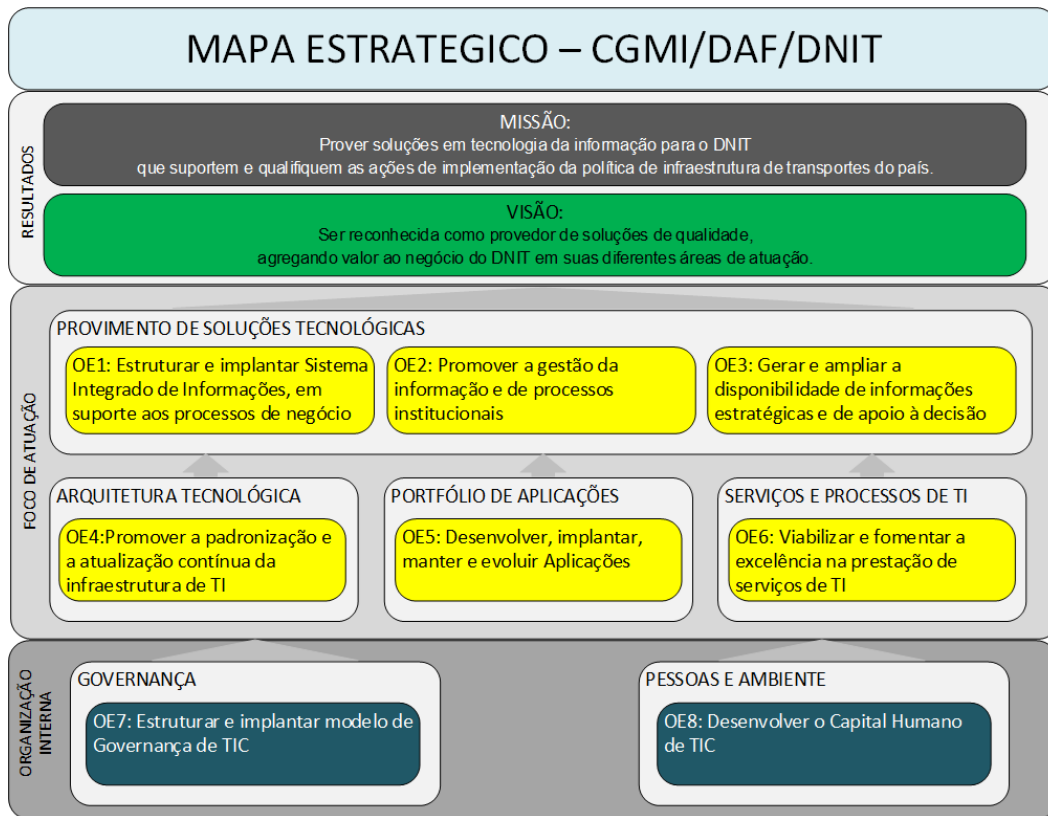 MAPA ESTRATEGICO – CGMI/DAF/DNIT
RESULTADOS
MISSÃO:
Prover soluções em tecnologia da informação para o DNIT
que suportem e qualifiquem as ações de implementação da política de infraestrutura de transportes do país.
VISÃO:
Ser reconhecida como provedor de soluções de qualidade,
agregando valor ao negócio do DNIT em suas diferentes áreas de atuação.
FOCO DE ATUAÇÃO
PROVIMENTO DE SOLUÇÕES TECNOLÓGICAS
OE1: Estruturar e implantar Sistema
Integrado de Informações, em
suporte aos processos de negócio
OE2: Promover a gestão da
informação e de processos
institucionais
OE3: Gerar e ampliar a
disponibilidade de informações
estratégicas e de apoio à decisão
ARQUITETURA TECNOLÓGICA
OE4:Promover a padronização e
a atualização contínua da
infraestrutura de TI
PORTFÓLIO DE APLICAÇÕES
OE5: Desenvolver, implantar,
manter e evoluir Aplicações
SERVIÇOS E PROCESSOS DE TI
OE6: Viabilizar e fomentar a
excelência na prestação de
serviços de TI
ORGANIZAÇÃO
INTERNA
GOVERNANÇA
OE7: Estruturar e implantar modelo de
Governança de TIC
PESSOAS E AMBIENTE
OE8: Desenvolver o Capital Humano
de TIC